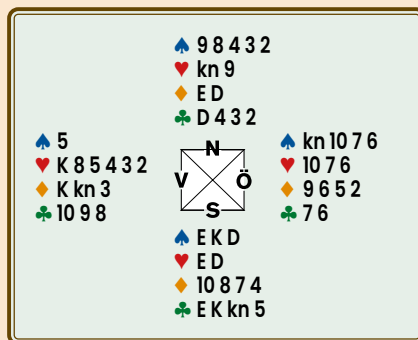 ♠ 9 8 4 3 2
♥ kn 9
♦ E D
♣ D 4 3 2
♠ 5
♥ K 8 5 4 3 2
♦ K kn 3
♣ 10 9 8
N
V Ö
S
♠ kn 10 7 6
♥ 10 7 6
♦ 9 6 5 2
♣ 7 6
♠ E K D
♥ E D
♦ 10 8 7 4
♣ E K kn 5